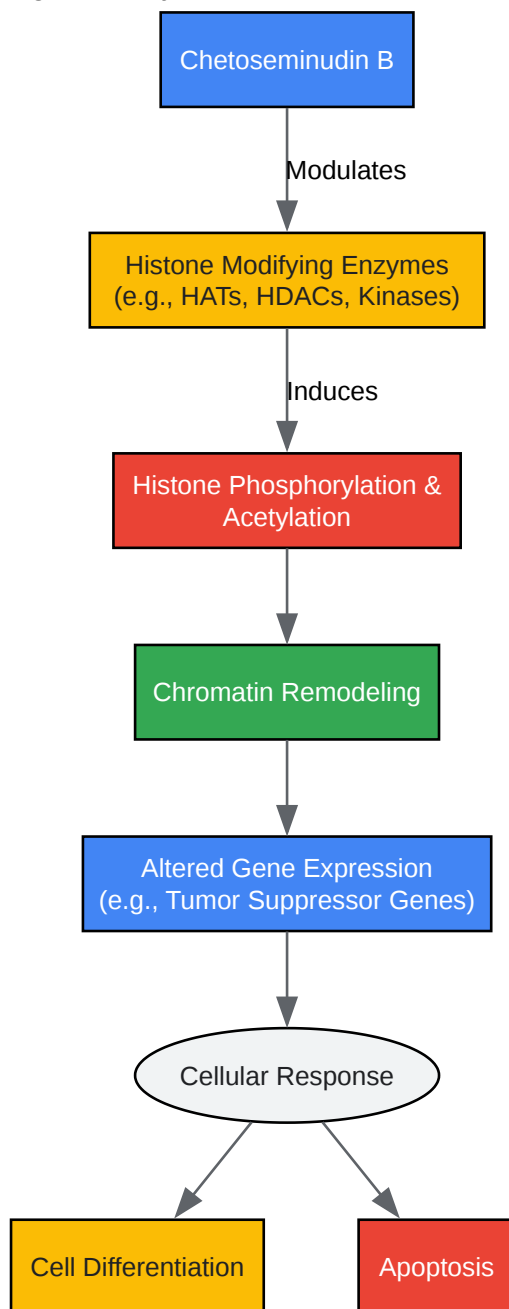 Chetoseminudin B
Modulates
Histone Modifying Enzymes
(e.g., HATs, HDACs, Kinases)
Induces
Histone Phosphorylation &
Acetylation
Chromatin Remodeling
Altered Gene Expression
(e.g., Tumor Suppressor Genes)
Cellular Response
Cell Differentiation
Apoptosis